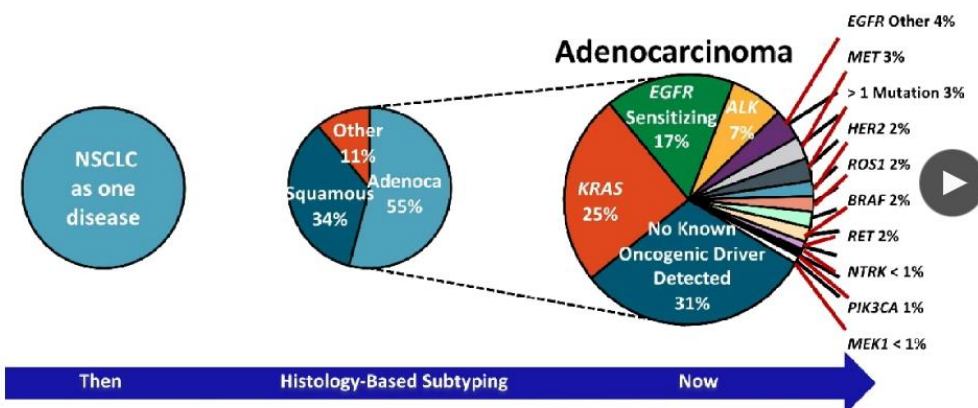 Adenocarcinoma
NSCLC
as one
disease
Other
11%
Squamous
34%
Adenoca
55%
EGFR
Sensitizing
17%
ALK
7%
KRAS
25%
No Known
Oncogenic Driver
Detected
31%
EGFR Other 4%
MET 3%
> 1 Mutation 3%
HER2 2%
ROS1 2%
BRAF 2%
RET 2%
NTRK < 1%
PIK3CA 1%
MEK1 < 1%
Then
Histology-Based Subtyping
Now